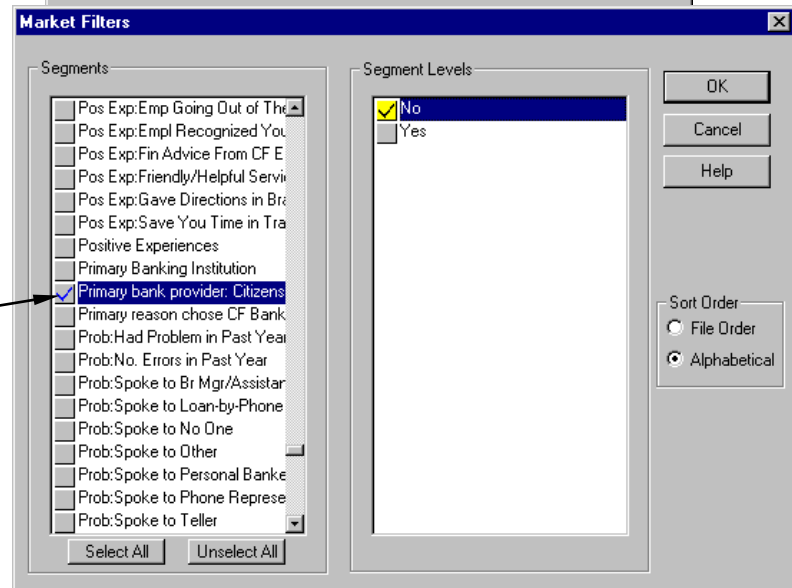 Market Filters
Segments
Pos Exp:Emp Going Out of The
Pos Exp:Empl Recognized You
Pos Exp:Fin Advice From CF E
Pos Exp:Friendly/Helpful Servi
Pos Exp:Gave Directions in Bra
Pos Exp:Save You Time in Tra
Positive Experiences
Primary Banking Institution
Primary bank provider: Citizens
Primary reason chose CF Bank
Prob:Had Problem in Past Year
Prob:No. Errors in Past Year
Prob:Spoke to Br Mgr/Assistan
Prob:Spoke to Loan-by-Phone
Prob:Spoke to No One
Prob:Spoke to Other
Prob:Spoke to Personal Banke
Prob:Spoke to Phone Represe
Prob:Spoke to Teller
Select All
Unselect All
Segment Levels
No
Yes
OK
Cancel
Help
Sort Order
File Order
Alphabetical